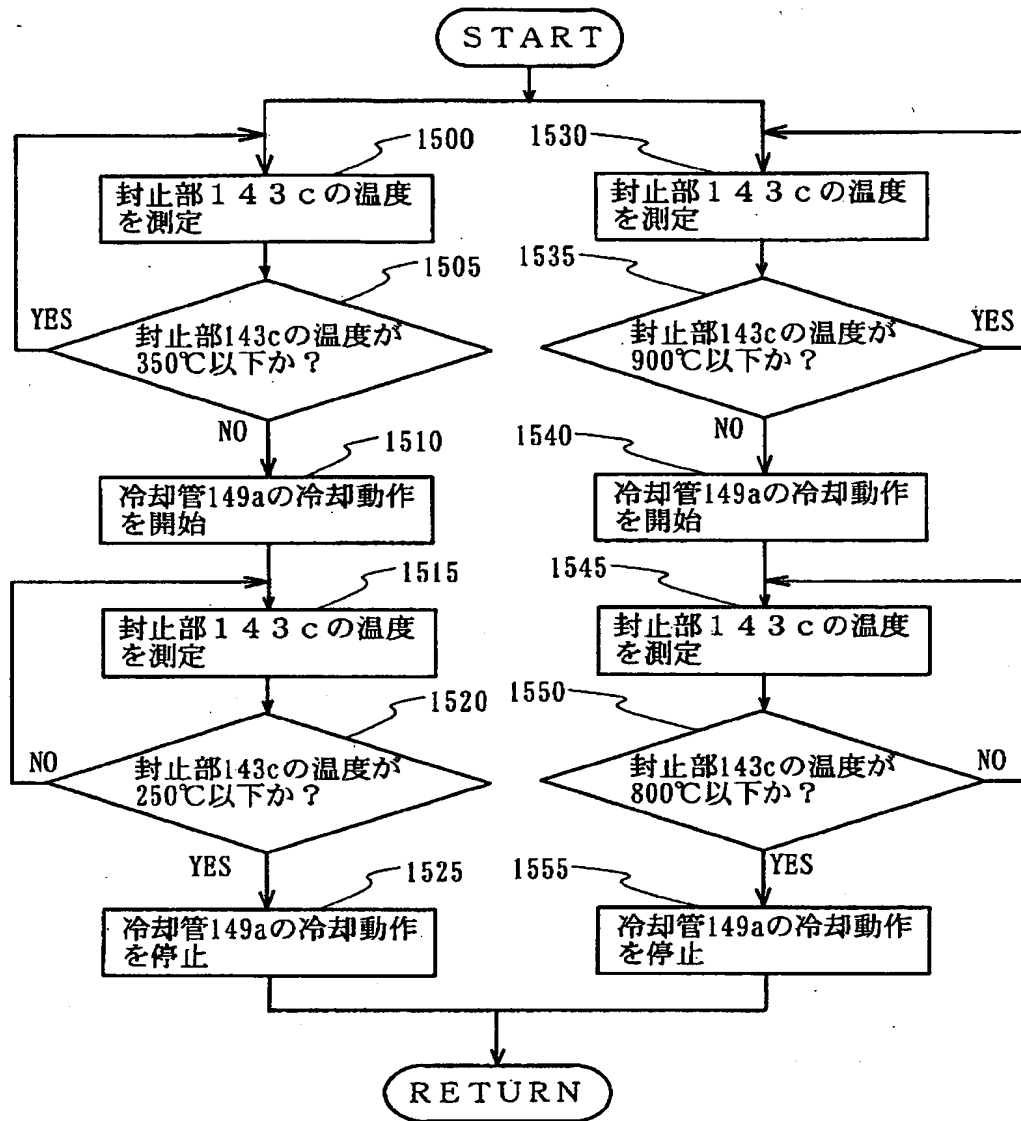 START
1500
1530
封止部143cの温度
を測定
封止部143cの温度
を測定
1505
1535
YES
封止部143cの温度が
350℃以下か？
封止部143cの温度が
900℃以下か？
YES
NO
1510
NO
1540
冷却管149aの冷却動作
を開始
冷却管149aの冷却動作
を開始
1515
1545
封止部143cの温度
を測定
封止部143cの温度
を測定
1520
1550
NO
封止部143cの温度が
250℃以下か？
封止部143cの温度が
800℃以下か？
NO
YES
1525
YES
1555
冷却管149aの冷却動作
を停止
冷却管149aの冷却動作
を停止
RETURN